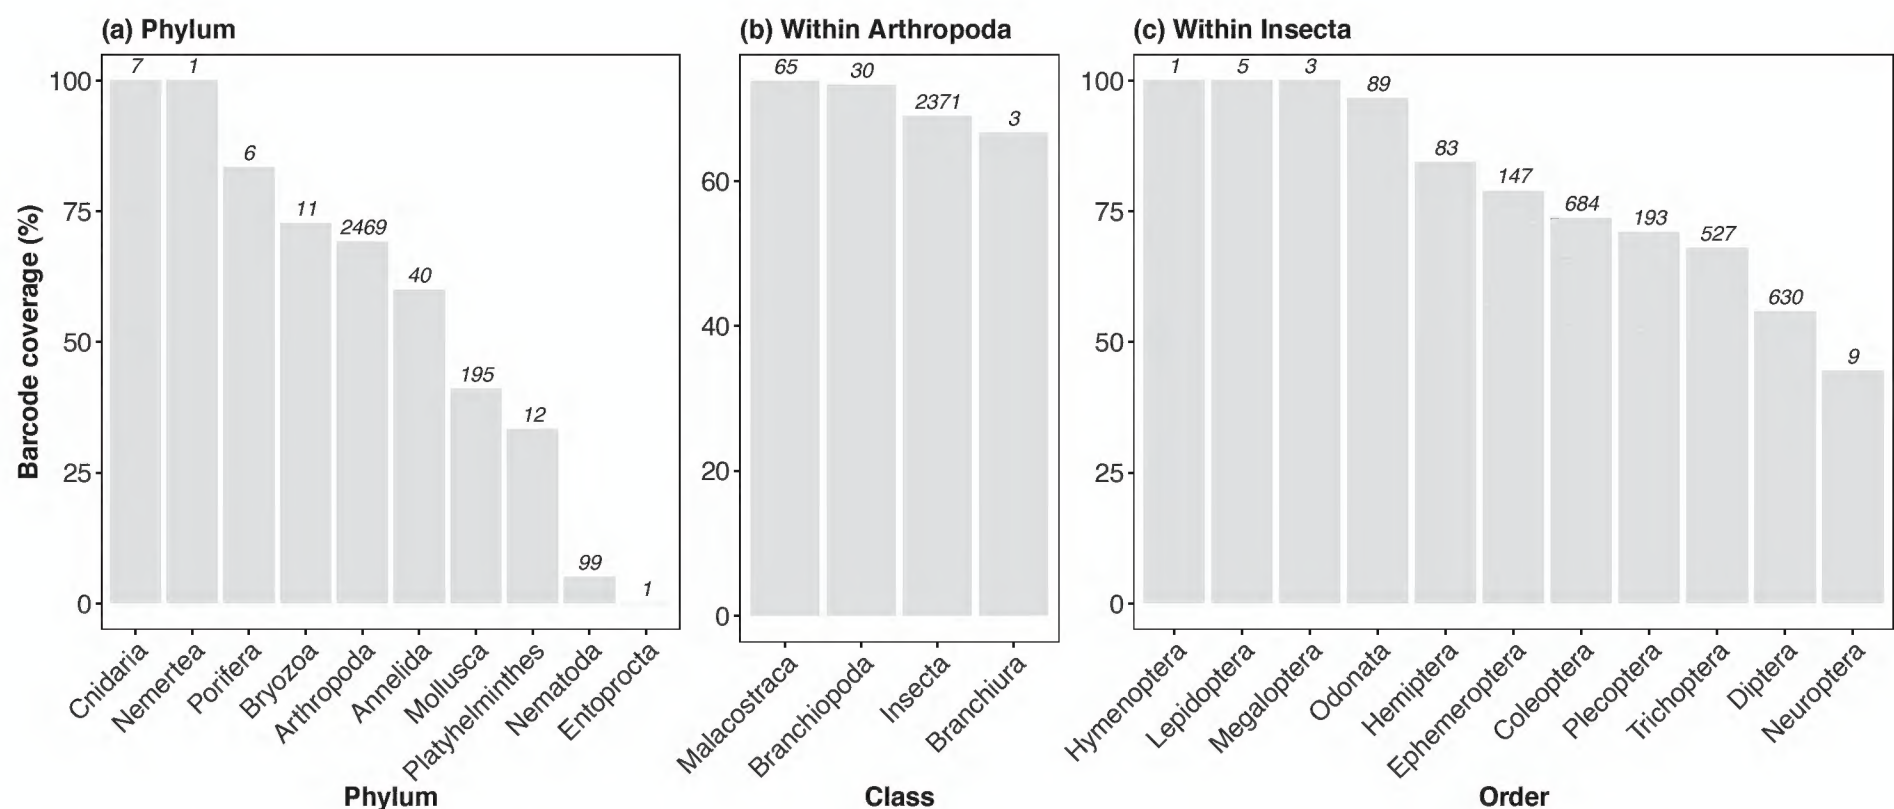 (a) Phylum
Barcode coverage (%)
100
75
50
25
0
7
1
6
11
2469
40
195
12
99
1
Cnidaria
Nemertea
Porifera
Bryozoa
Arthropoda
Annelida
Mollusca
Platyhelminthes
Nematoda
Entoprocta
Phylum
(b) Within Arthropoda
60
40
20
0
65
30
2371
3
Malacostraca
Branchiopoda
Insecta
Branchiura
Class
(c) Within Insecta
100
75
50
25
0
1
5
3
89
83
147
684
193
527
630
9
Hymenoptera
Lepidoptera
Megaloptera
Odonata
Hemiptera
Ephemeroptera
Coleoptera
Plecoptera
Trichoptera
Diptera
Neuroptera
Order